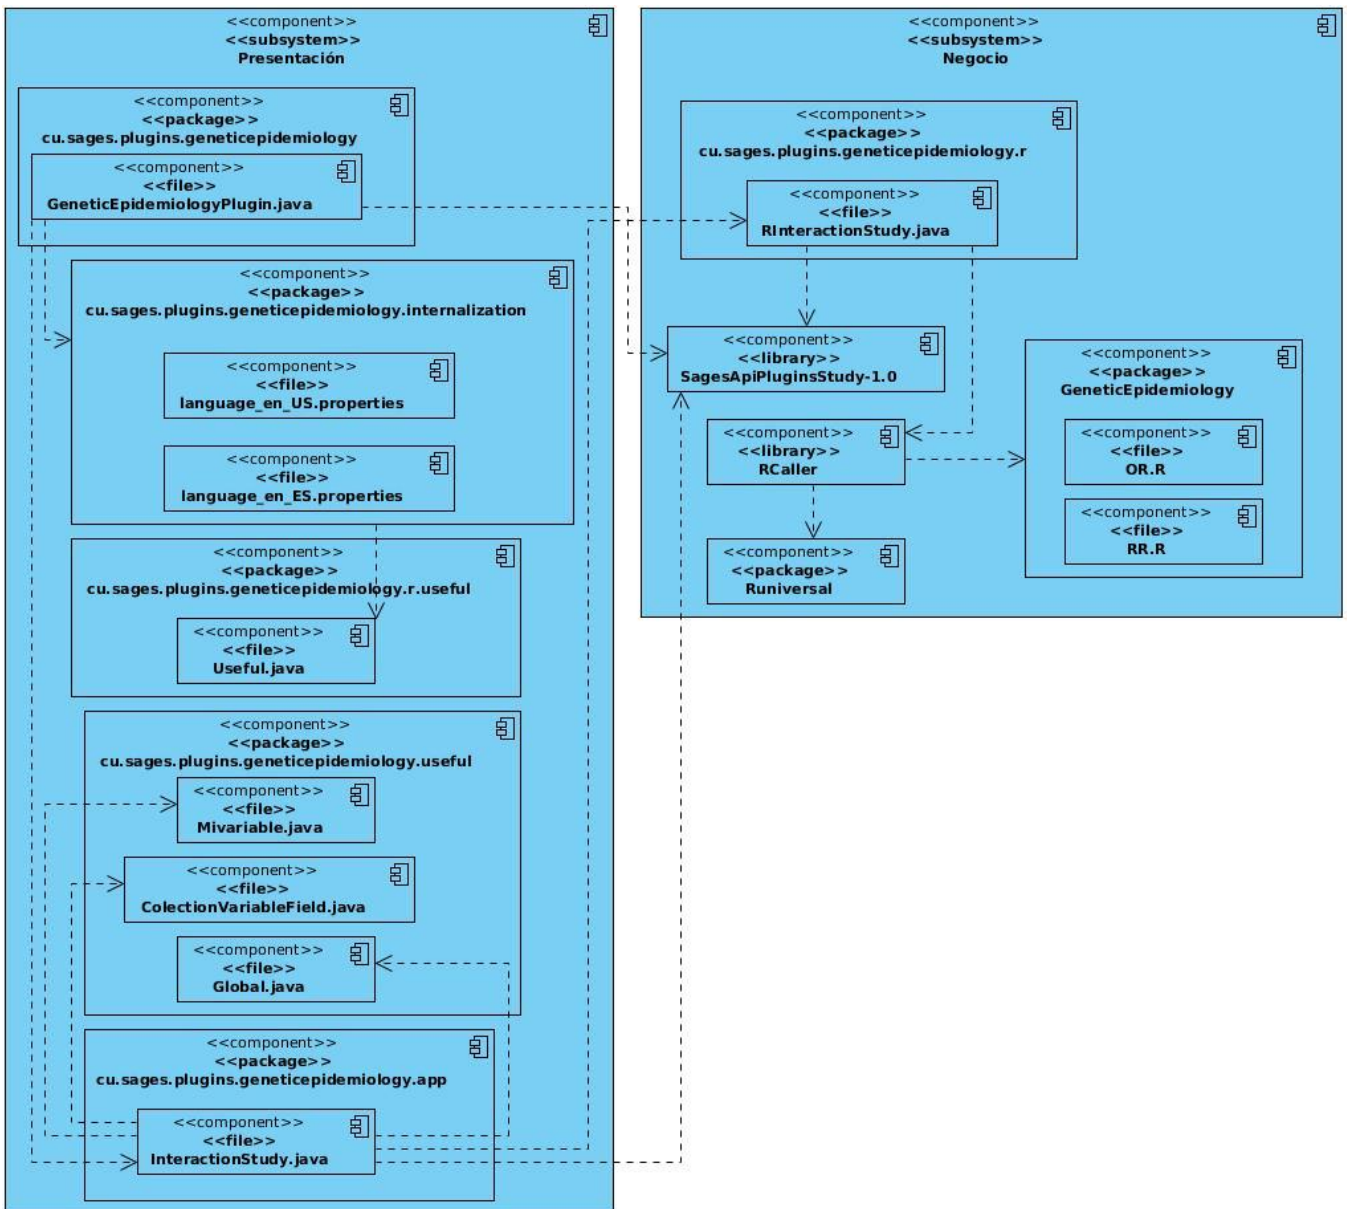 <<component>>
<<subsystem>>
Presentación
<<component>>
<<package>>
cu.sages.plugins.geneticepidemiology
<<component>>
<<file>>
GeneticEpidemiologyPlugin.java
<<component>>
<<package>>
cu.sages.plugins.geneticepidemiology.internalization
<<component>>
<<file>>
language_en_US.properties
<<component>>
<<file>>
language_en_ES.properties
<<component>>
<<package>>
cu.sages.plugins.geneticepidemiology.r.useful
<<component>>
<<file>>
Useful.java
<<component>>
<<package>>
cu.sages.plugins.geneticepidemiology.useful
<<component>>
<<file>>
Mivariable.java
<<component>>
<<file>>
ColectionVariableField.java
<<component>>
<<file>>
Global.java
<<component>>
<<package>>
cu.sages.plugins.geneticepidemiology.app
<<component>>
<<file>>
InteractionStudy.java
<<component>>
<<subsystem>>
Negocio
<<component>>
<<package>>
cu.sages.plugins.geneticepidemiology.r
<<component>>
<<file>>
RInteractionStudy.java
<<component>>
<<library>>
SagesApiPluginsStudy-1.0
<<component>>
<<library>>
RCaller
<<component>>
<<package>>
Runiversal
<<component>>
<<package>>
GeneticEpidemiology
<<component>>
<<file>>
OR.R
<<component>>
<<file>>
RR.R